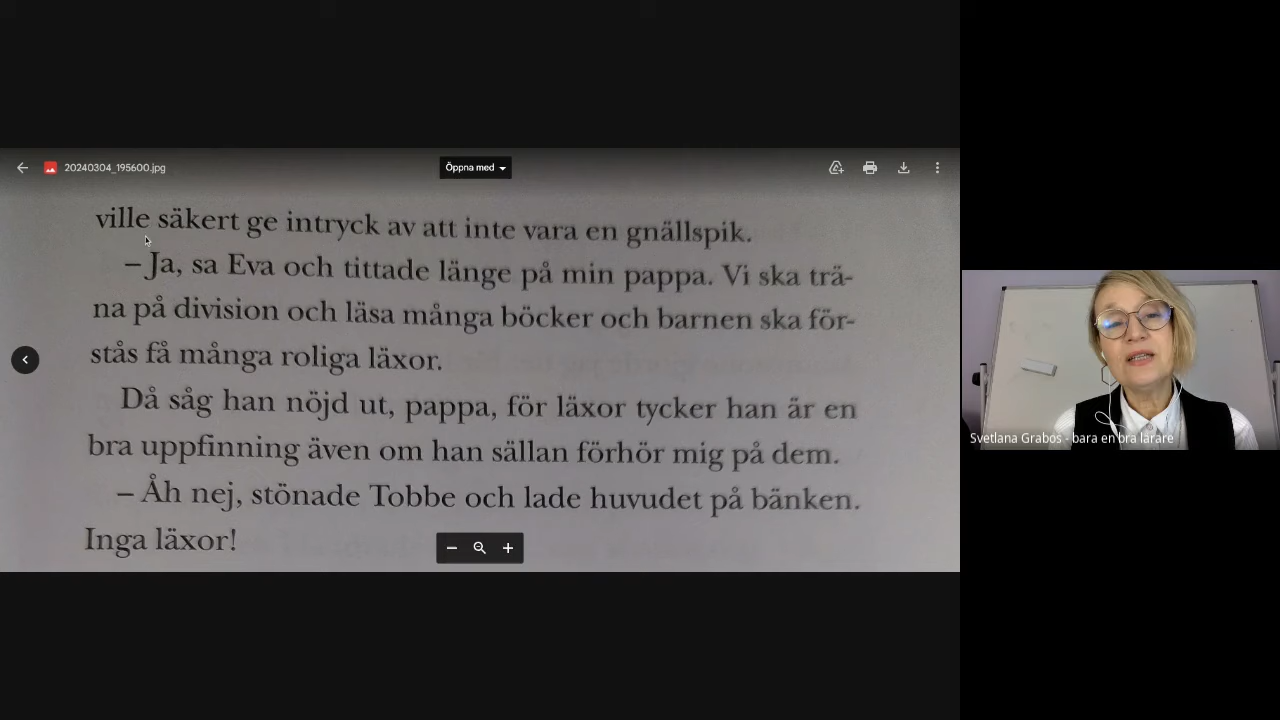 20240304_195600.jpg
Öppna med
ville säkert ge intryck av att inte vara en gnällspik.
– Ja, sa Eva och tittade länge på min pappa. Vi ska trä-
na på division och läsa många böcker och barnen ska för-
stås få många roliga läxor.
Då såg han nöjd ut, pappa, för läxor tycker han är en
bra uppfinning även om han sällan förhör mig på dem.
– Åh nej, stönade Tobbe och lade huvudet på bänken.
Inga läxor!
Svetlana Grabos - bara en bra lärare